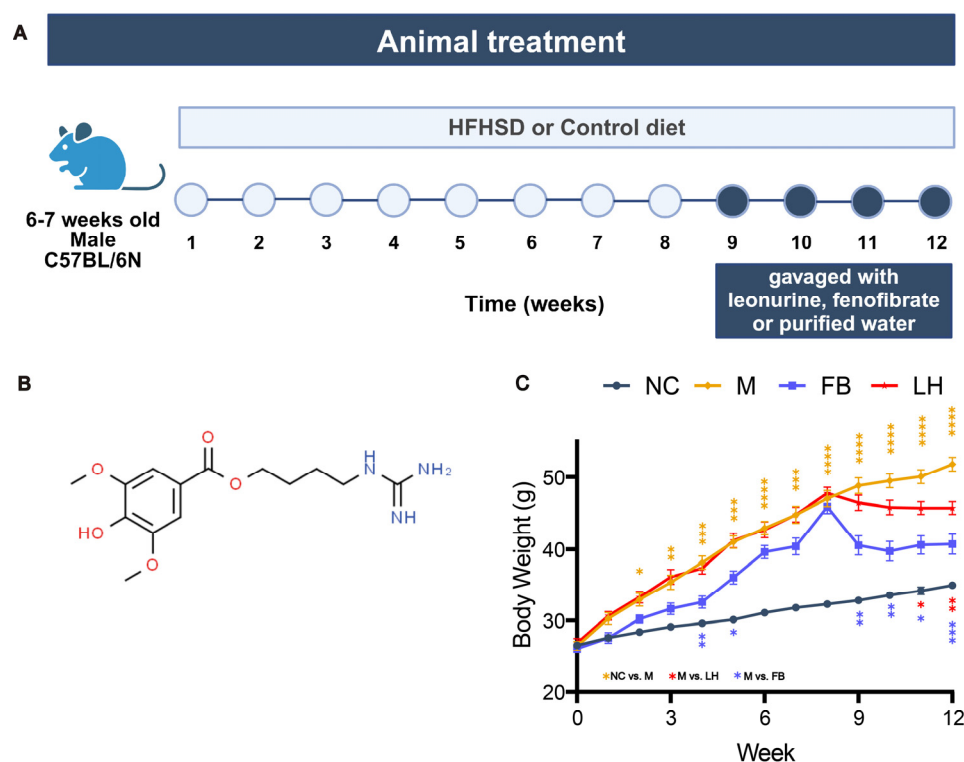 A
Animal treatment
HFHSD or Control diet
6-7 weeks old
Male
C57BL/6N
1 2 3 4 5 6 7 8 9 10 11 12
Time (weeks)
gavaged with
leonurine, fenofibrate
or purified water
B
O
O
O
HO
O
H
N
NH2
NH
C
NC M FB LH
Body Weight (g)
50
40
30
20
**** **** **** **** **** *** **** *** *** ** *
** * ** ** * * ** ***
*NC vs. M *M vs. LH *M vs. FB
0 3 6 9 12
Week